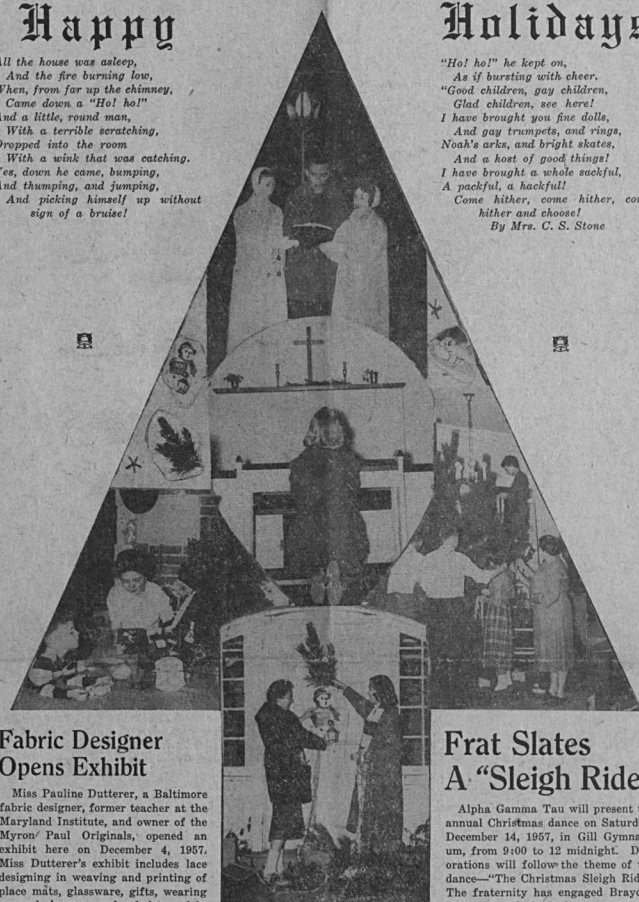 Happy
All the house was asleep,
And the fire burning low,
When, from far up the chimney,
Came down a "Ho! ho!"
And a little, round man,
With a terrible scratching,
Dropped into the room
With a wink that was catching.
Yes, down he came, bumping,
And thumping, and jumping,
And picking himself up without
sign of a bruise!
Holidays
"Ho! ho!" he kept on,
As if bursting with cheer.
"Good children, gay children,
Glad children, see here!
I have brought you fine dolls,
And gay trumpets, and rings,
Noah's arks, and bright skates,
And a host of good things!
I have brought a whole sackful,
A packful, a hackful!
Come hither, come hither,
hither and choose!
By Mrs. C. S. Stone
Fabric Designer
Opens Exhibit
Miss Pauline Dutterer, a Baltimore
fabric designer, former teacher at the
Maryland Institute, and owner of the
Myron Paul Originals, opened an
exhibit here on December 4, 1957.
Miss Dutterer's exhibit includes lace
designing in weaving and printing of
place mats, glassware, gifts, wearing
Frat Slates
A "Sleigh Ride
Alpha Gamma Tau will present
annual Christmas dance on
December 14, 1957, in Gill
um, from 9:00 to 12 midnight.
orations will follow the theme of
dance—"The Christmas Sleigh
The fraternity has engaged